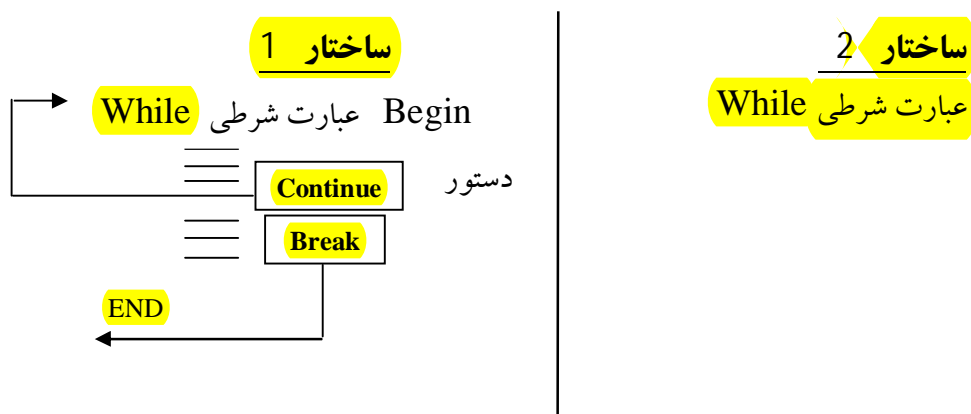 ساختار 1
While عبارت شرطی Begin
Continue
دستور
Break
END
ساختار 2
While عبارت شرطی